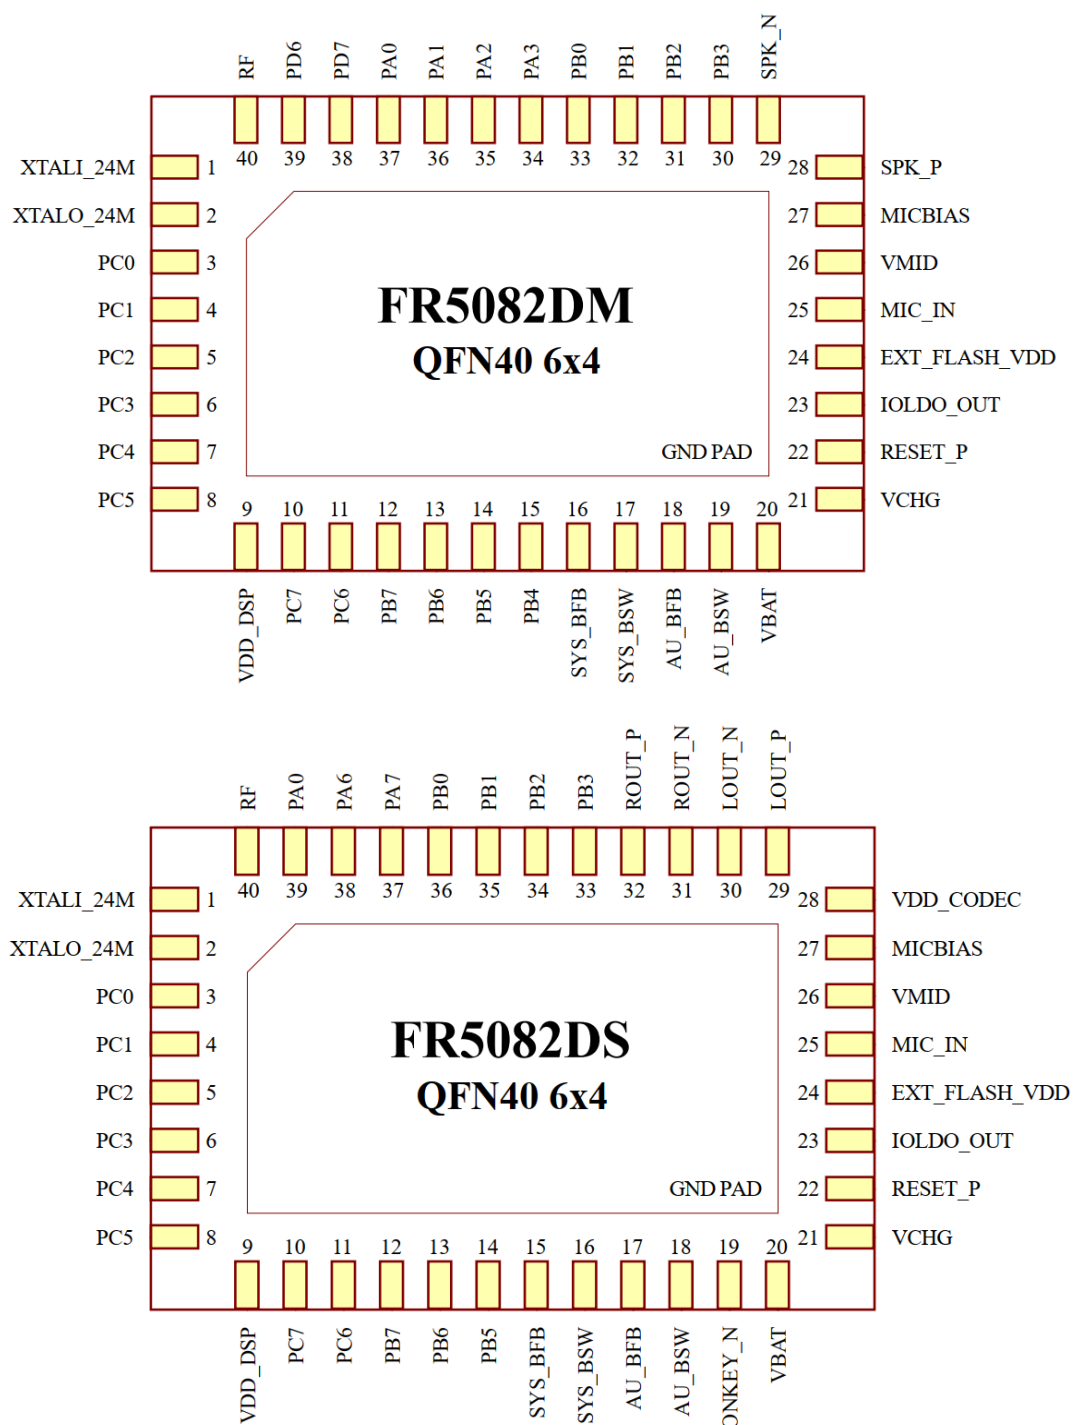 RF PD6 PD7 PA0 PA1 PA2 PA3 PB0 PB1 PB2 PB3 SPK_N
40 39 38 37 36 35 34 33 32 31 30 29
XTALI_24M 1 28 SPK_P
XTALO_24M 2 27 MICBIAS
PC0 3 26 VMID
PC1 4 25 MIC_IN
FR5082DM
PC2 5 24 EXT_FLASH_VDD
QFN40 6x4
PC3 6 23 IOLDO_OUT
PC4 7 GND PAD 22 RESET_P
PC5 8 21 VCHG
9 10 11 12 13 14 15 16 17 18 19 20
VDD_DSP PC7 PC6 PB7 PB6 PB5 PB4 SYS_BFB SYS_BSW AU_BFB AU_BSW VBAT
RF PA0 PA6 PA7 PB0 PB1 PB2 PB3 ROUT_P ROUT_N LOUT_N LOUT_P
40 39 38 37 36 35 34 33 32 31 30 29
XTALI_24M 1 28 VDD_CODEC
XTALO_24M 2 27 MICBIAS
PC0 3 26 VMID
PC1 4 25 MIC_IN
FR5082DS
PC2 5 24 EXT_FLASH_VDD
QFN40 6x4
PC3 6 23 IOLDO_OUT
PC4 7 GND PAD 22 RESET_P
PC5 8 21 VCHG
9 10 11 12 13 14 15 16 17 18 19 20
VDD_DSP PC7 PC6 PB7 PB6 PB5 SYS_BFB SYS_BSW AU_BFB AU_BSW ONKEY_N VBAT